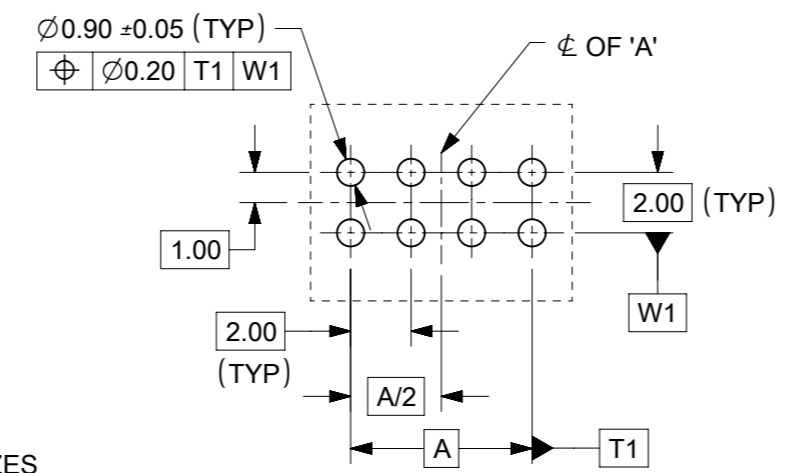 ∅0.90 ±0.05 (TYP)
⌖ ∅0.20 T1 W1
℄ OF 'A'
2.00 (TYP)
1.00
W1
2.00
(TYP)
A/2
A
T1